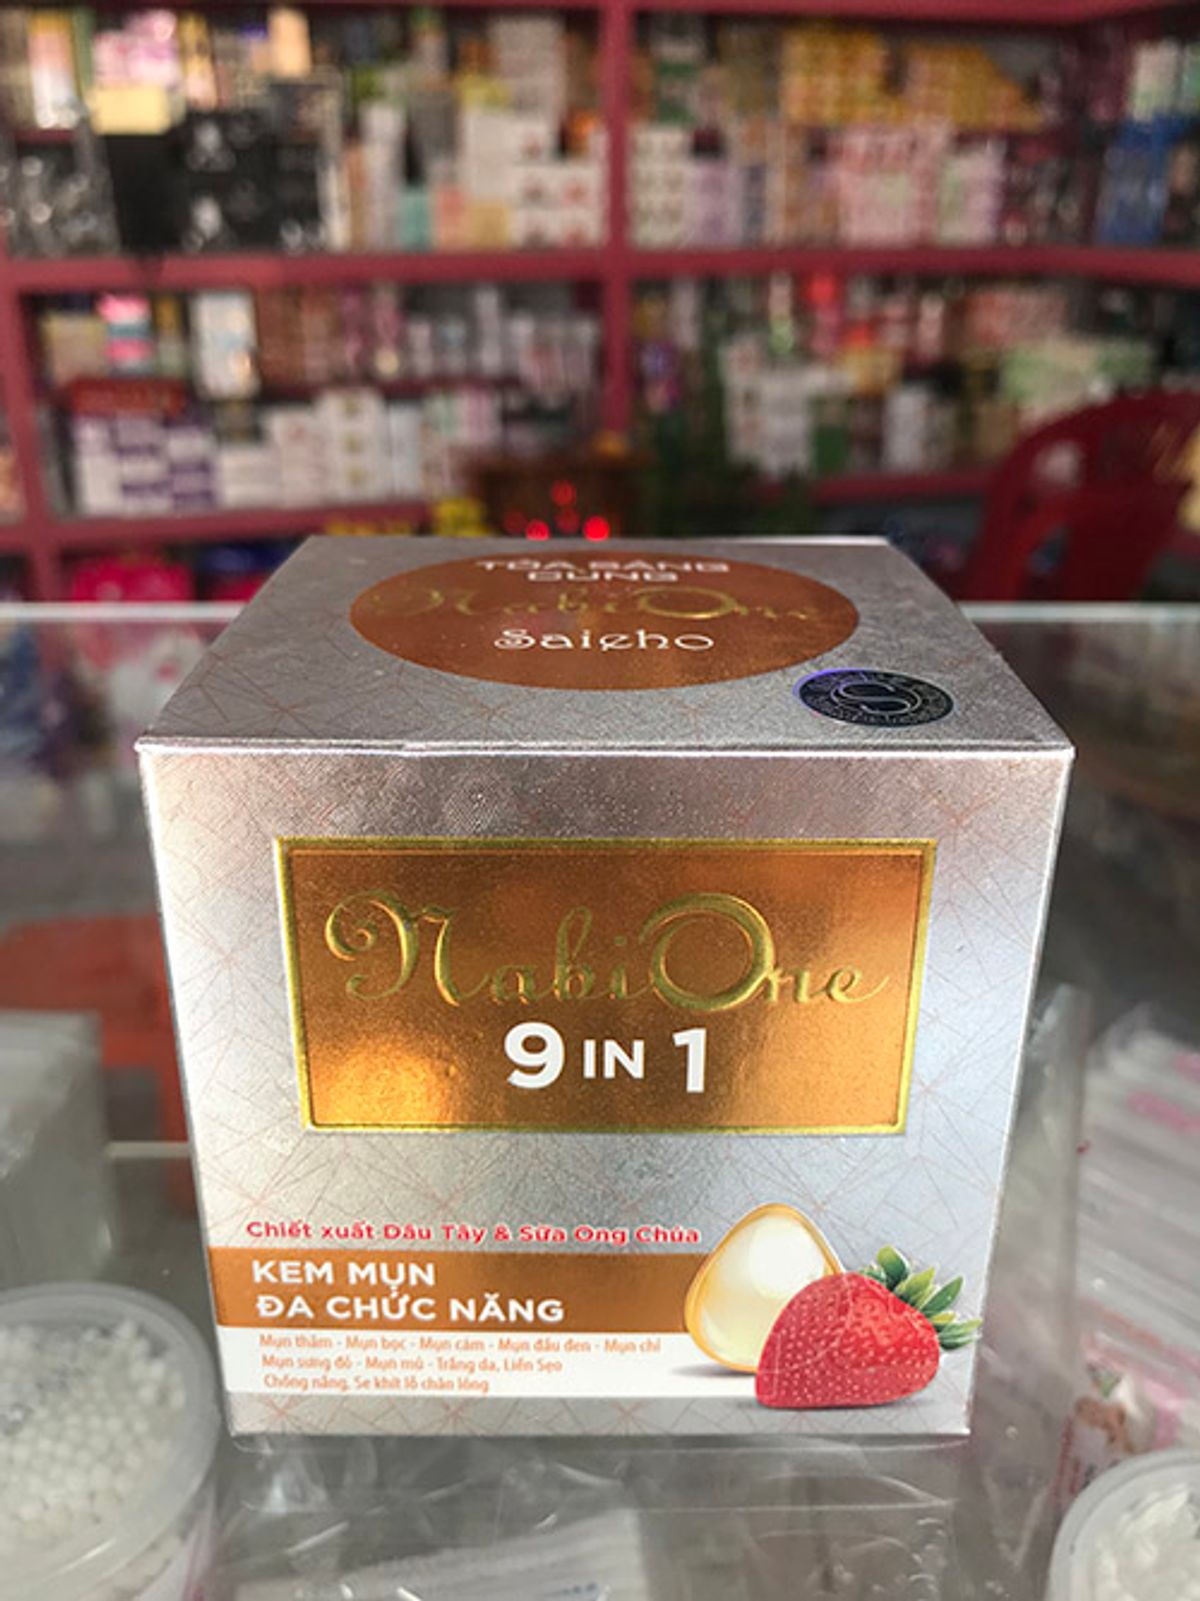 TỎA SÁNG
CÙNG
NabiOne
Saicho
S
NabiOne
9 IN 1
Chiết xuất Dâu Tây & Sữa Ong Chúa
KEM MỤN
ĐA CHỨC NĂNG
Mụn thâm - Mụn bọc - Mụn cám - Mụn đầu đen - Mụn chỉ
Mụn sưng đỏ - Mụn mủ - Trắng da, Liền Sẹo
Chống nắng, Se khít lỗ chân lông